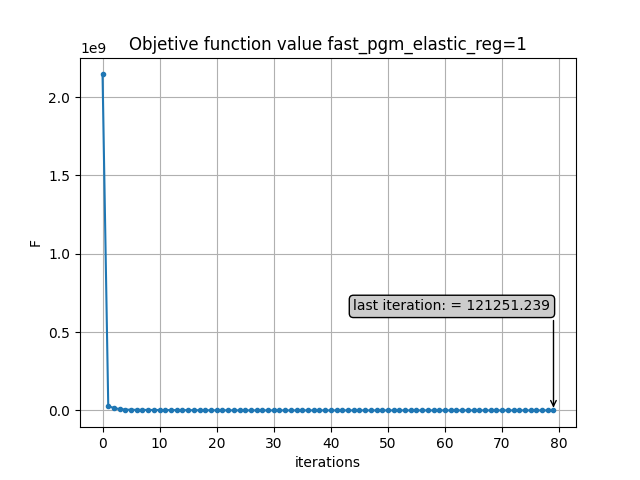 Objetive function value fast_pgm_elastic_reg=1
1e9
2.0
1.5
1.0
0.5
0.0
F
last iteration: = 121251.239
0 10 20 30 40 50 60 70 80
iterations